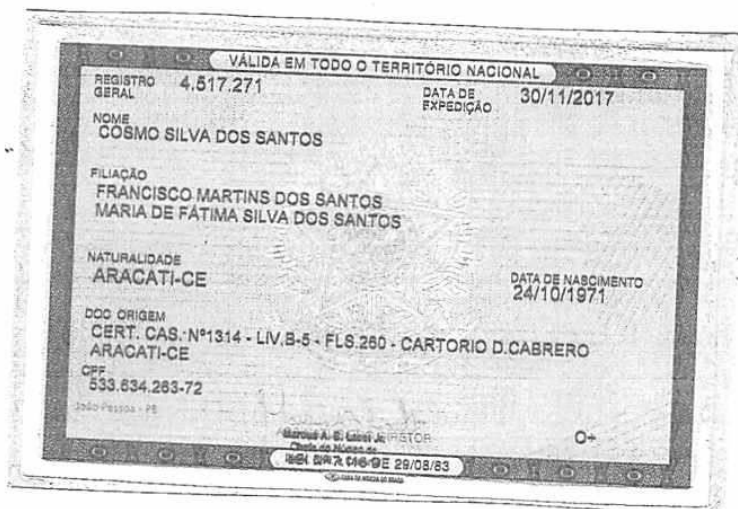 VÁLIDA EM TODO O TERRITÓRIO NACIONAL
REGISTRO GERAL 4.517.271 DATA DE EXPEDIÇÃO 30/11/2017
NOME
COSMO SILVA DOS SANTOS
FILIAÇÃO
FRANCISCO MARTINS DOS SANTOS
MARIA DE FÁTIMA SILVA DOS SANTOS
NATURALIDADE
ARACATI-CE
DATA DE NASCIMENTO
24/10/1971
DOC ORIGEM
CERT. CAS. Nº1314 - LIV.B-5 - FLS.260 - CARTORIO D.CABRERO
ARACATI-CE
CPF
533.634.263-72
João Pessoa - PB
O+
29/08/83